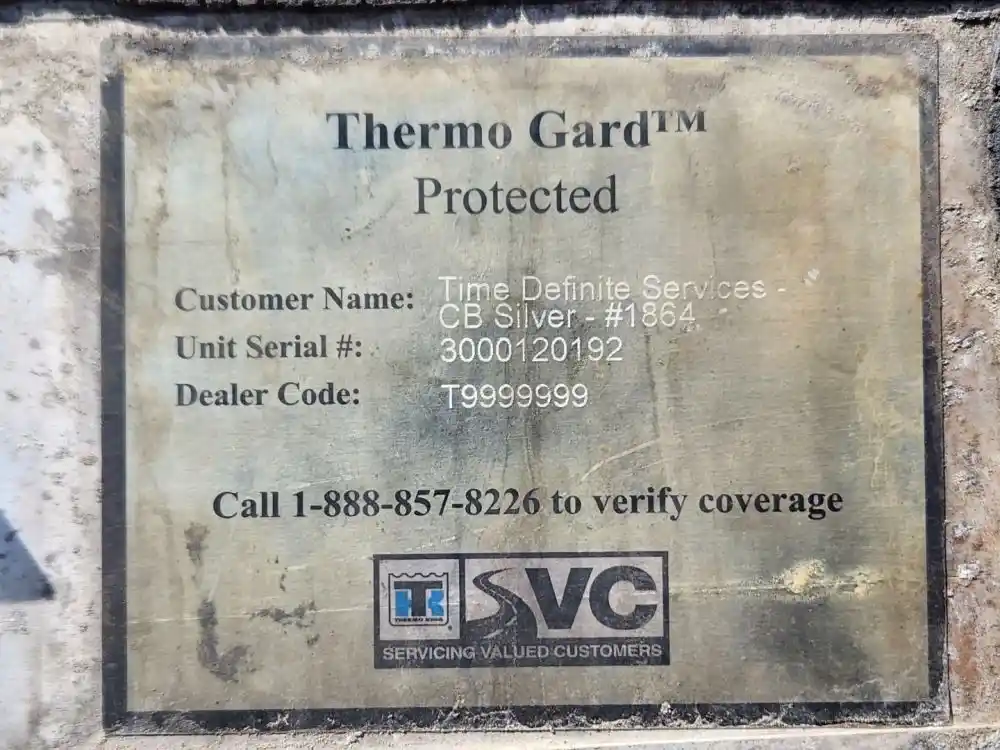 Thermo Gard™
Protected
Customer Name: Time Definite Services -
CB Silver - #1864
Unit Serial #: 3000120192
Dealer Code: T9999999
Call 1-888-857-8226 to verify coverage
TK SVC
THERMO KING
SERVICING VALUED CUSTOMERS